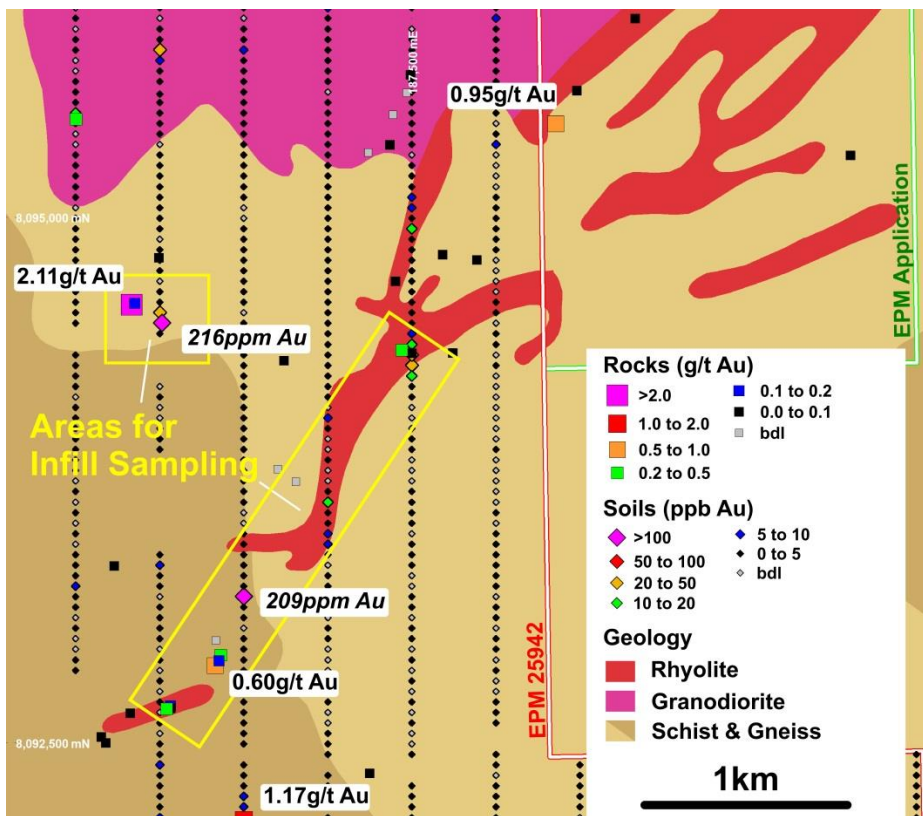 187,500 mE
0.95g/t Au
8,095,000 mN
EPM Application
2.11g/t Au
216ppm Au
Areas for
Infill Sampling
Rocks (g/t Au)
>2.0
1.0 to 2.0
0.5 to 1.0
0.2 to 0.5
0.1 to 0.2
0.0 to 0.1
bdl
Soils (ppb Au)
>100
50 to 100
20 to 50
10 to 20
5 to 10
0 to 5
bdl
Geology
Rhyolite
Granodiorite
Schist & Gneiss
1km
209ppm Au
0.60g/t Au
EPM 25942
8,092,500 mN
1.17g/t Au